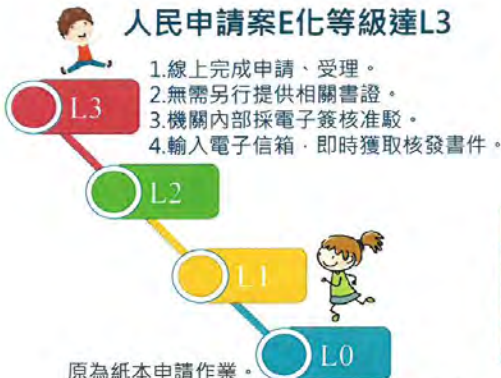 人民申請案E化等級達L3
1.線上完成申請、受理。
2.無需另行提供相關書證。
3.機關內部採電子簽核准駁。
4.輸入電子信箱，即時獲取核發書件。
L3
L2
L1
L0
原為紙本申請作業。